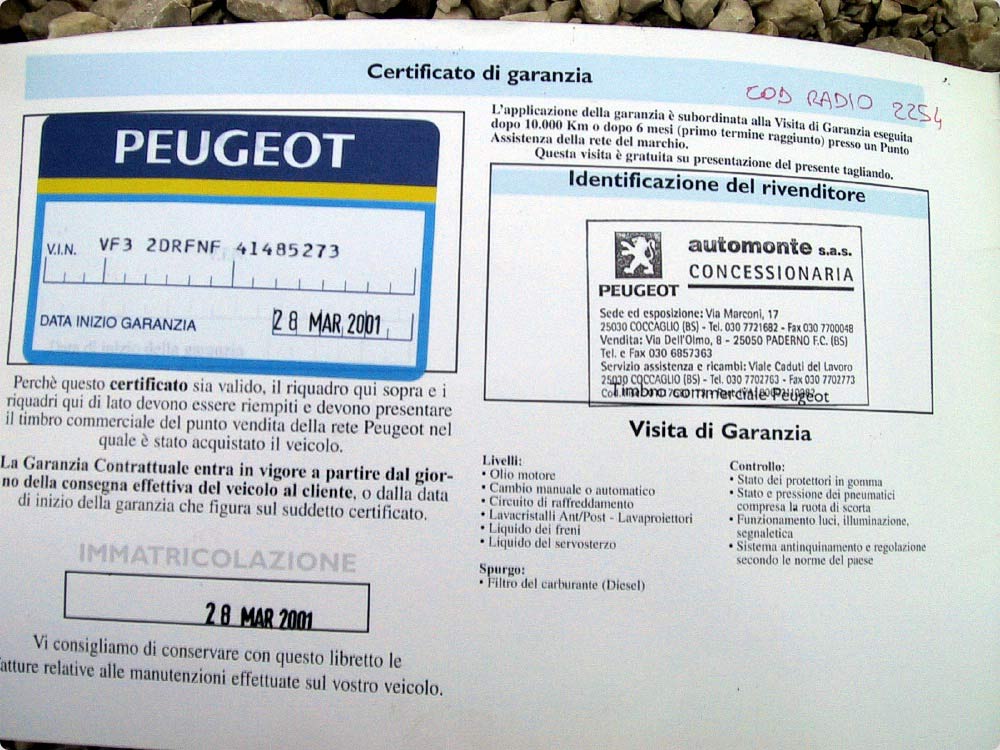 Certificato di garanzia
COD RADIO 2254
PEUGEOT
V.I.N. VF3 2DRFNF 41485273
DATA INIZIO GARANZIA 28 MAR 2001
Perchè questo certificato sia valido, il riquadro qui sopra e i
riquadri qui di lato devono essere riempiti e devono presentare
il timbro commerciale del punto vendita della rete Peugeot nel
quale è stato acquistato il veicolo.
La Garanzia Contrattuale entra in vigore a partire dal gior-
no della consegna effettiva del veicolo al cliente, o dalla data
di inizio della garanzia che figura sul suddetto certificato.
IMMATRICOLAZIONE
28 MAR 2001
Vi consigliamo di conservare con questo libretto le
fatture relative alle manutenzioni effettuate sul vostro veicolo.
L'applicazione della garanzia è subordinata alla Visita di Garanzia eseguita
dopo 10.000 Km o dopo 6 mesi (primo termine raggiunto) presso un Punto
Assistenza della rete del marchio.
Questa visita è gratuita su presentazione del presente tagliando.
Identificazione del rivenditore
PEUGEOT
automonte s.a.s.
CONCESSIONARIA
Sede ed esposizione: Via Marconi, 17
25030 COCCAGLIO (BS) - Tel. 030 7721682 - Fax 030 7700048
Vendita: Via Dell'Olmo, 8 - 25050 PADERNO F.C. (BS)
Tel. e Fax 030 6857363
Servizio assistenza e ricambi: Viale Caduti del Lavoro
25030 COCCAGLIO (BS) - Tel. 030 7702763 - Fax 030 7702773
Timbro commerciale Peugeot
Visita di Garanzia
Livelli:
• Olio motore
• Cambio manuale o automatico
• Circuito di raffreddamento
• Lavacristalli Ant/Post - Lavaproiettori
• Liquido dei freni
• Liquido del servosterzo
Spurgo:
• Filtro del carburante (Diesel)
Controllo:
• Stato dei protettori in gomma
• Stato e pressione dei pneumatici
compresa la ruota di scorta
• Funzionamento luci, illuminazione,
segnaletica
• Sistema antinquinamento e regolazione
secondo le norme del paese